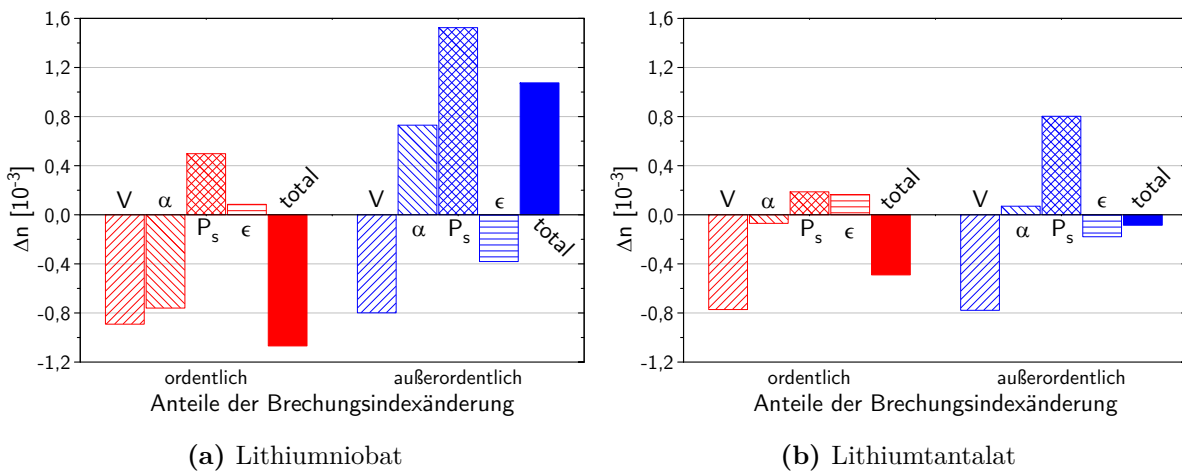 1,6
1,2
0,8
0,4
0,0
-0,4
-0,8
-1,2
Δn [10-3]
V α Ps ϵ total
V α Ps ϵ total
ordentlich außerordentlich
Anteile der Brechungsindexänderung
(a) Lithiumniobat
1,6
1,2
0,8
0,4
0,0
-0,4
-0,8
-1,2
Δn [10-3]
V α Ps ϵ total
V α Ps ϵ total
ordentlich außerordentlich
Anteile der Brechungsindexänderung
(b) Lithiumtantalat